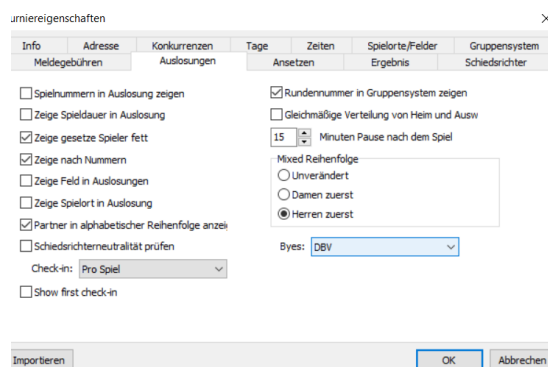 urniereigenschaften
Info Adresse Konkurrenzen Tage Zeiten Spielorte/Felder Gruppensystem
Meldegebühren Auslosungen Ansetzen Ergebnis Schiedsrichter
Spielnummern in Auslosung zeigen
Zeige Spieldauer in Auslosung
Zeige gesetze Spieler fett
Zeige nach Nummern
Zeige Feld in Auslosungen
Zeige Spielort in Auslosung
Partner in alphabetischer Reihenfolge anzeig
Schiedsrichterneutralität prüfen
Check-in: Pro Spiel
Show first check-in
Rundennummer in Gruppensystem zeigen
Gleichmäßige Verteilung von Heim und Ausw
15 Minuten Pause nach dem Spiel
Mixed Reihenfolge
Unverändert
Damen zuerst
Herren zuerst
Byes: DBV
Importieren OK Abbrechen